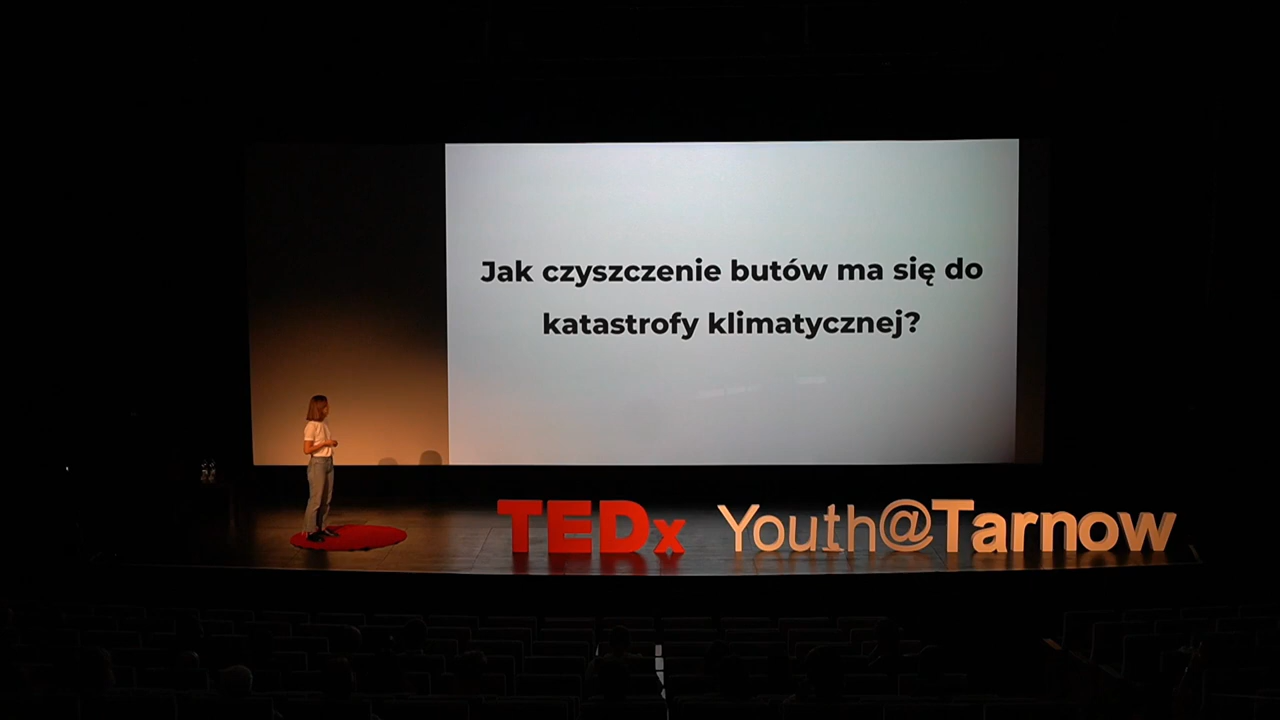 Jak czyszczenie butów ma się do
katastrofy klimatycznej?
TEDx Youth@Tarnow